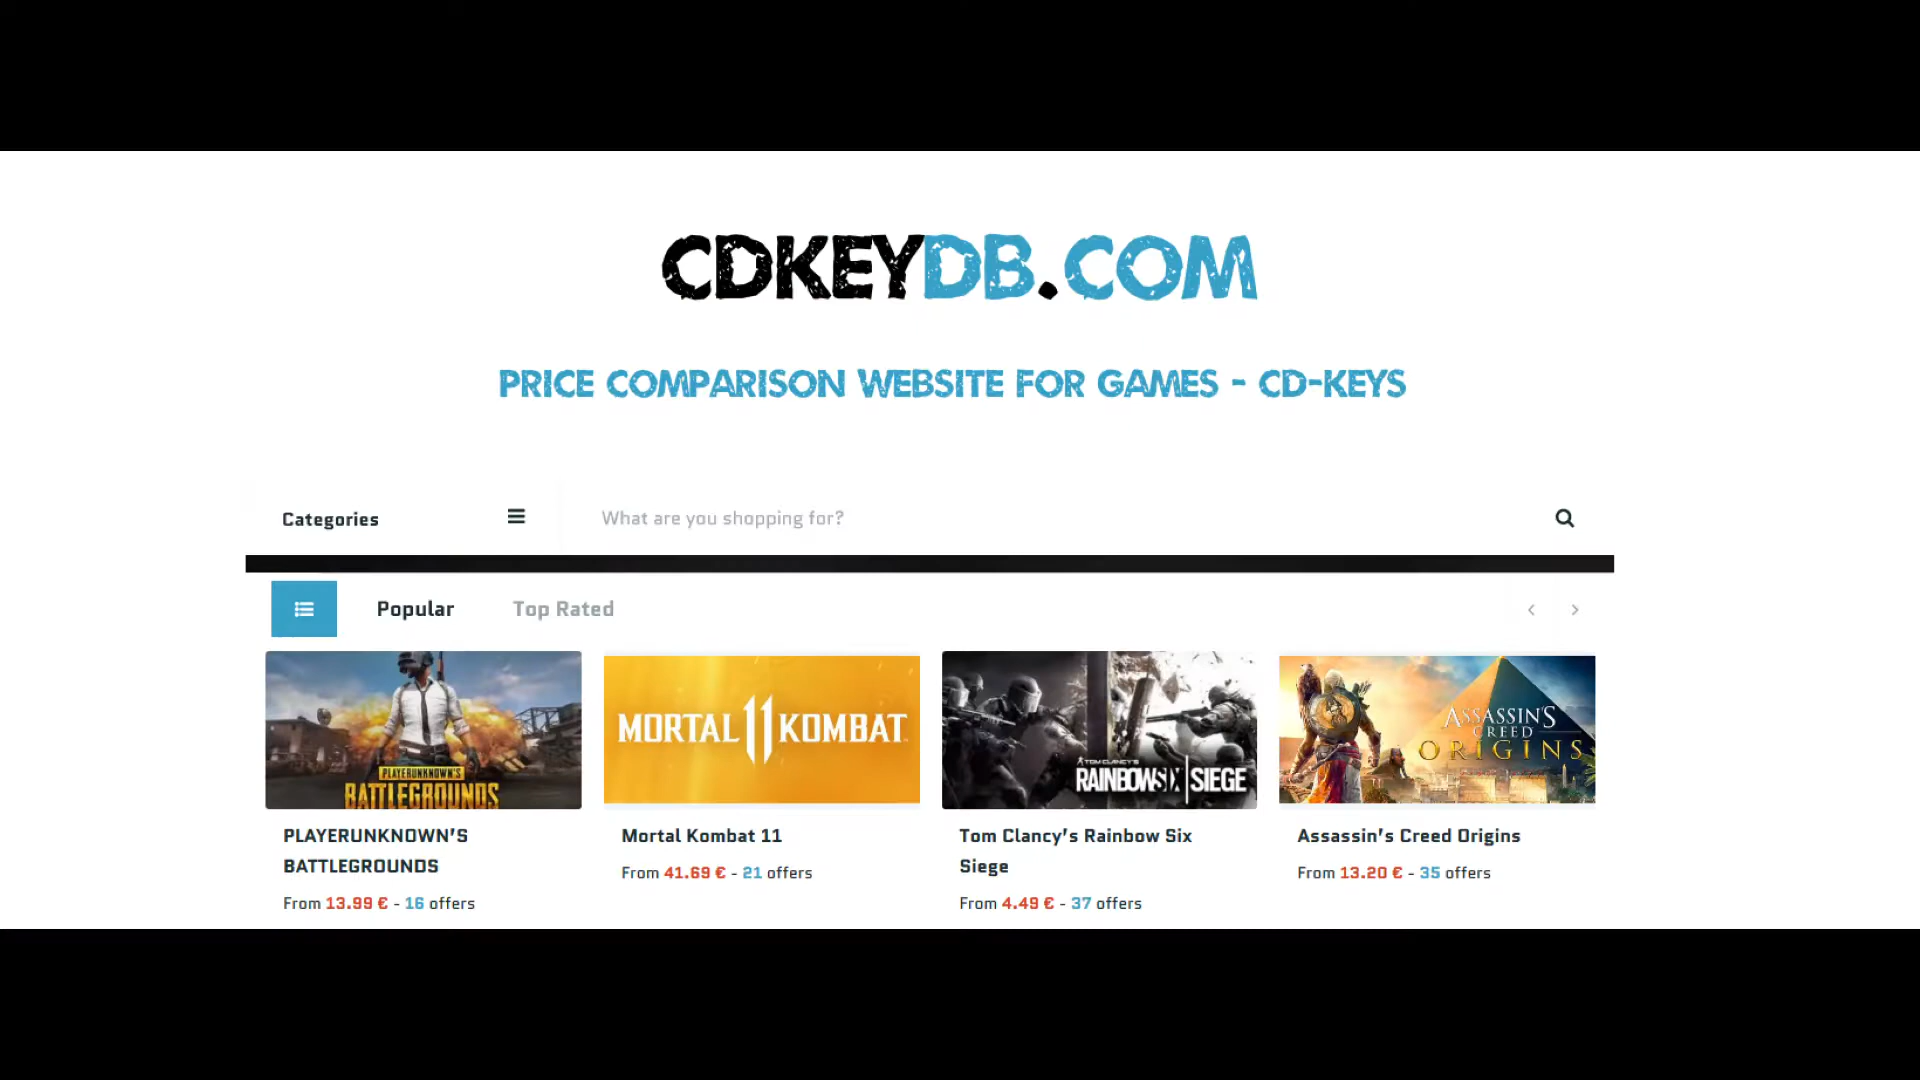 CDKEYDB.COM
PRICE COMPARISON WEBSITE FOR GAMES - CD-KEYS
Categories
What are you shopping for?
Popular
Top Rated
PLAYERUNKNOWN'S
BATTLEGROUNDS
MORTAL 11 KOMBAT
TOM CLANCY'S
RAINBOW SIX | SIEGE
ASSASSIN'S
CREED
ORIGINS
PLAYERUNKNOWN'S
BATTLEGROUNDS
From 13.99 € - 16 offers
Mortal Kombat 11
From 41.69 € - 21 offers
Tom Clancy's Rainbow Six
Siege
From 4.49 € - 37 offers
Assassin's Creed Origins
From 13.20 € - 35 offers